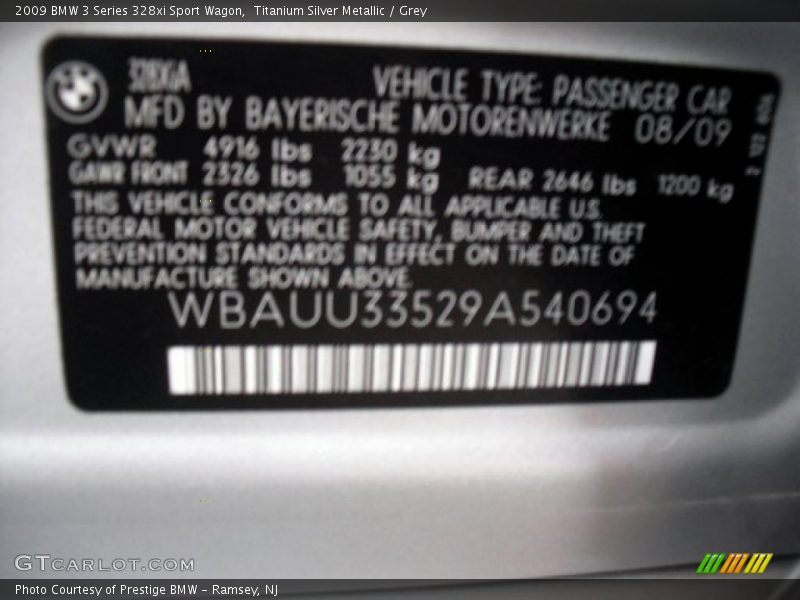 2009 BMW 3 Series 328xi Sport Wagon,  Titanium Silver Metallic / Grey
328XiA
VEHICLE TYPE: PASSENGER CAR
MFD BY BAYERISCHE MOTORENWERKE 08/09
GVWR 4916 lbs 2230 kg
GAWR FRONT 2326 lbs 1055 kg REAR 2646 lbs 1200 kg
THIS VEHICLE CONFORMS TO ALL APPLICABLE U.S.
FEDERAL MOTOR VEHICLE SAFETY, BUMPER AND THEFT
PREVENTION STANDARDS IN EFFECT ON THE DATE OF
MANUFACTURE SHOWN ABOVE.
WBAUU33529A540694
GTCARLOT.COM
Photo Courtesy of Prestige BMW - Ramsey, NJ